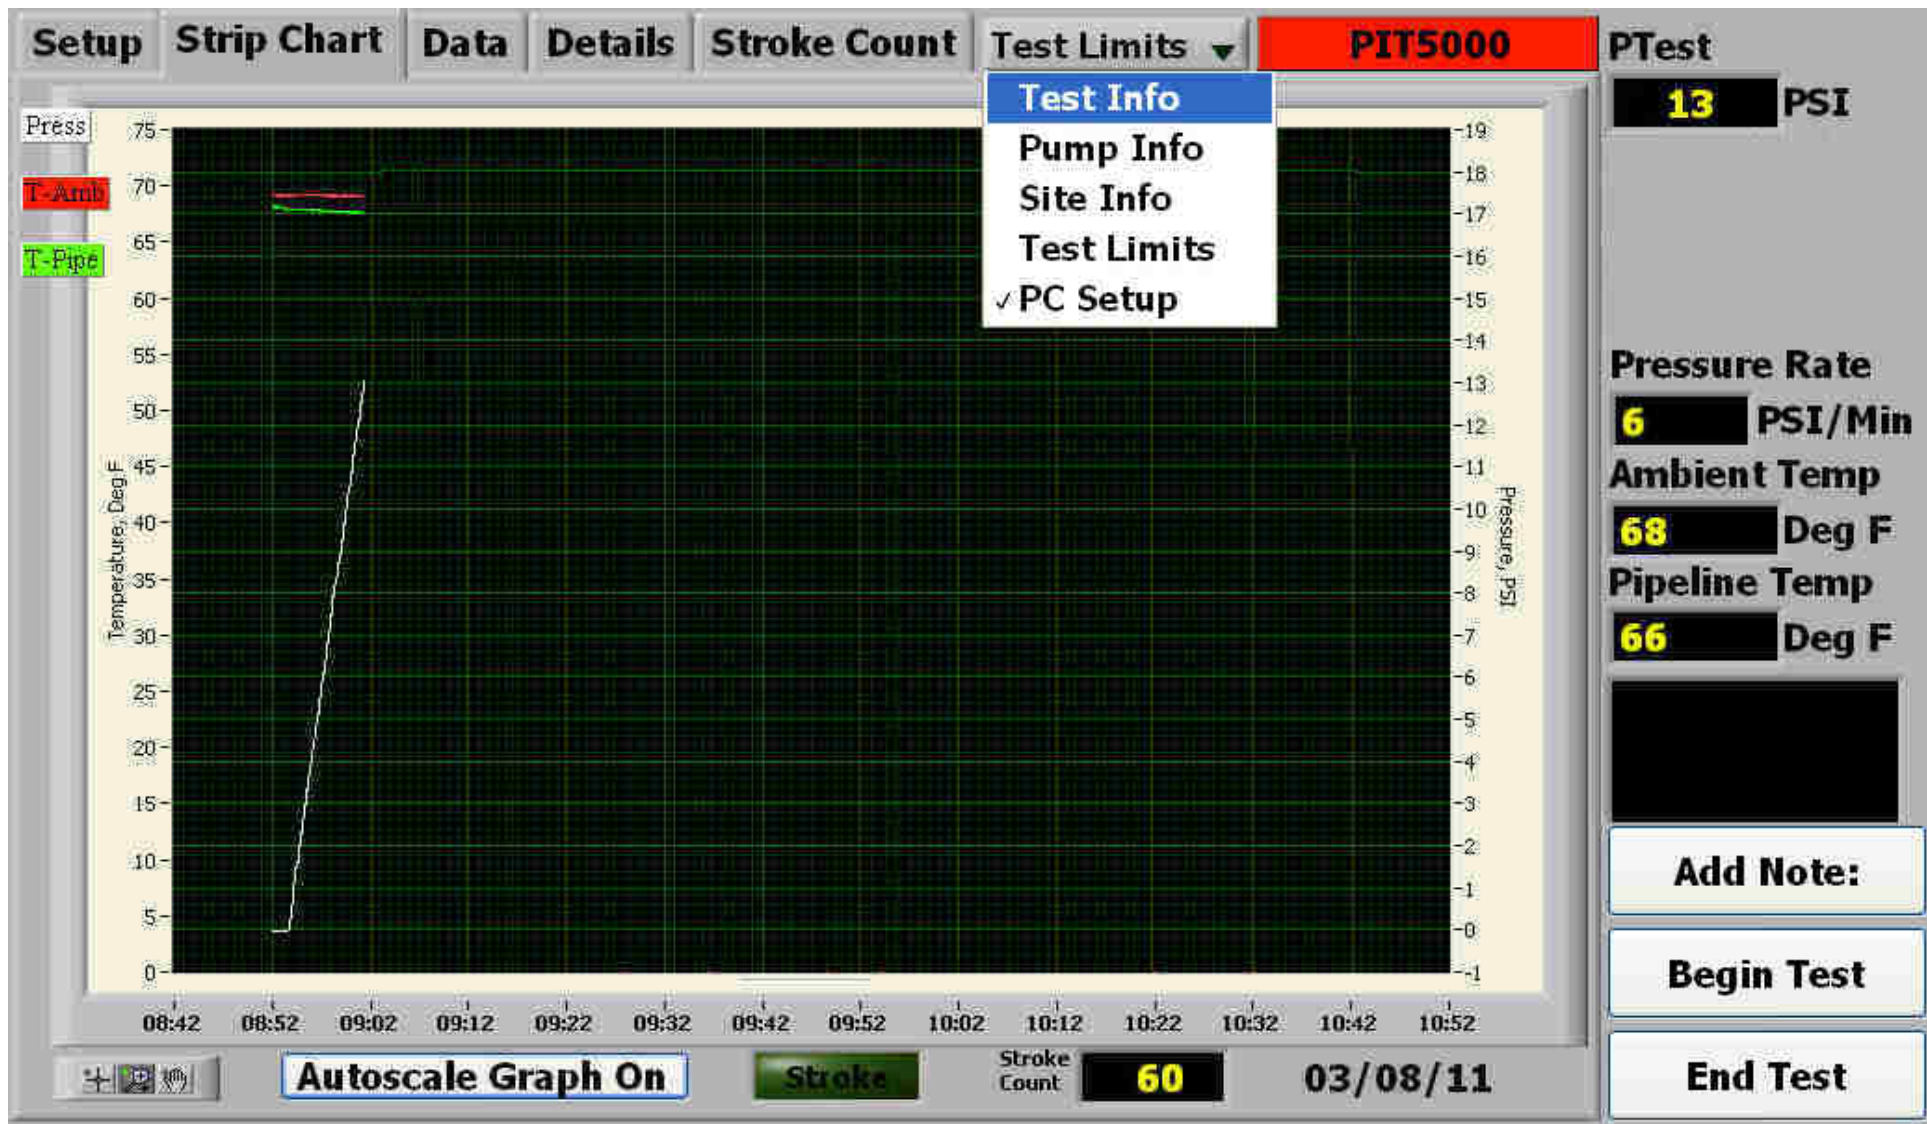 Setup Strip Chart Data Details Stroke Count Test Limits PIT5000 PTest
Test Info
13 PSI
Pump Info
Site Info
Test Limits
✓ PC Setup
Press
T-Amb
T-Pipe
75
70
65
60
55
50
45
40
35
30
25
20
15
10
5
0
Temperature, Deg F
19
18
17
16
15
14
13
12
11
10
9
8
7
6
5
4
3
2
1
0
-1
Pressure, PSI
08:42 08:52 09:02 09:12 09:22 09:32 09:42 09:52 10:02 10:12 10:22 10:32 10:42 10:52
Pressure Rate
6 PSI/Min
Ambient Temp
68 Deg F
Pipeline Temp
66 Deg F
Add Note:
Begin Test
End Test
Autoscale Graph On
Stroke
Stroke
Count
60
03/08/11